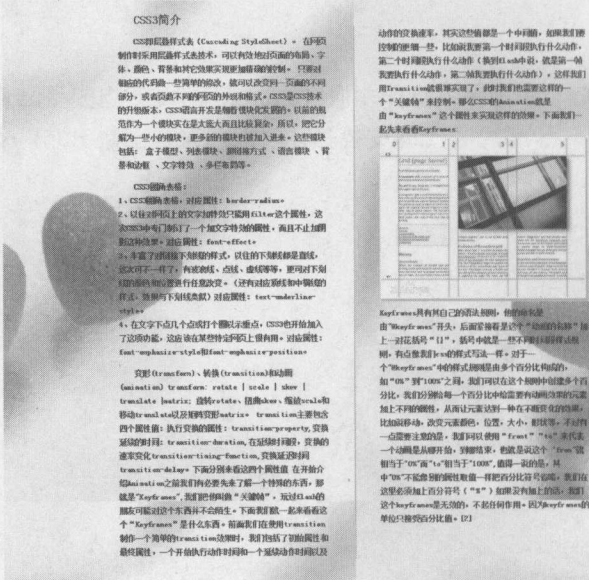 CSS3简介
CSS即层叠样式表（Cascading StyleSheet）。 在网页
制作时采用层叠样式表技术，可以有效地对页面的布局、字
体、颜色、背景和其它效果实现更加精确的控制。 只要对
相应的代码做一些简单的修改，就可以改变同一页面的不同
部分，或者页数不同的网页的外观和格式。CSS3是CSS技术
的升级版本，CSS3语言开发是朝着模块化发展的。以前的规
范作为一个模块实在是太庞大而且比较复杂，所以，把它分
解为一些小的模块，更多新的模块也被加入进来。这些模块
包括： 盒子模型、列表模块、超链接方式 、语言模块 、背
景和边框 、文字特效 、多栏布局等。
CSS3圆角表格：
1、CSS3圆角表格，对应属性：border-radius。
2、以往对网页上的文字加特效只能用filter这个属性，这
次CSS3中专门制订了一个加文字特效的属性，而且不止加阴
影这种效果。对应属性：font-effect。
3、丰富了对链接下划线的样式，以往的下划线都是直线，
这次可不一样了，有波浪线、点线、虚线等等，更可对下划
线的颜色和位置进行任意改变。（还有对应顶线和中横线的
样式，效果与下划线类似）对应属性：text-underline-
style。
4、在文字下点几个点或打个圈以示重点，CSS3也开始加入
了这项功能，这应该在某些特定网页上很有用。对应属性：
font-emphasize-style和font-emphasize-position。
变形(transform)、转换(transition)和动画
(animation) transform：rotate | scale | skew |
translate |matrix; 旋转rotate、扭曲skew、缩放scale和
移动translate以及矩阵变形matrix。 transition主要包含
四个属性值：执行变换的属性：transition-property,变换
延续的时间：transition-duration,在延续时间段，变换的
速率变化transition-timing-function,变换延迟时间
transition-delay。下面分别来看这四个属性值 在开始介
绍Animation之前我们有必要先来了解一个特殊的东西，那
就是"Keyframes",我们把他叫做"关键帧"，玩过flash的
朋友可能对这个东西并不会陌生。下面我们就一起来看看这
个"Keyframes"是什么东西。前面我们在使用transition
制作一个简单的transition效果时，我们包括了初始属性和
最终属性，一个开始执行动作时间和一个延续动作时间以及
动作的变换速率，其实这些值都是一个中间值，如果我们要
控制的更细一些，比如说我要第一个时间段执行什么动作，
第二个时间段执行什么动作（换到flash中说，就是第一帧
我要执行什么动作，第二帧我要执行什么动作），这样我们
用Transition就很难实现了，此时我们也需要这样的一
个"关键帧"来控制。那么CSS3的Animation就是
由"keyframes"这个属性来实现这样的效果。下面我们一
起先来看看Keyframes:
Grid (page layout)
Keyframes具有其自己的语法规则，他的命名是
由"@keyframes"开头，后面紧接着是这个"动画的名称"加
上一对花括号"{}"，括号中就是一些不同时间段样式规
则，有点像我们css的样式写法一样。对于一
个"@keyframes"中的样式规则是由多个百分比构成的，
如"0%"到"100%"之间，我们可以在这个规则中创建多个百
分比，我们分别给每一个百分比中给需要有动画效果的元素
加上不同的属性，从而让元素达到一种在不断变化的效果，
比如说移动，改变元素颜色，位置，大小，形状等，不过有
一点需要注意的是，我们可以使用"from""to"来代表
一个动画是从哪开始，到哪结束，也就是说这个 "from"就
相当于"0%"而"to"相当于"100%",值得一说的是，其
中"0%"不能像别的属性取值一样把百分比符号省略，我们在
这里必须加上百分符号（"%"）如果没有加上的话，我们
这个keyframes是无效的，不起任何作用。因为keyframes的
单位只接受百分比值。[2]